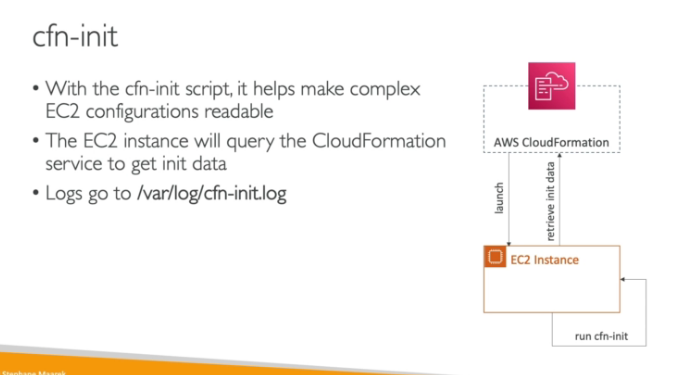 cfn-init
• With the cfn-init script, it helps make complex
EC2 configurations readable
• The EC2 instance will query the CloudFormation
service to get init data
• Logs go to /var/log/cfn-init.log
AWS CloudFormation
launch
retrieve init data
EC2 Instance
run cfn-init
Stephane Maarek